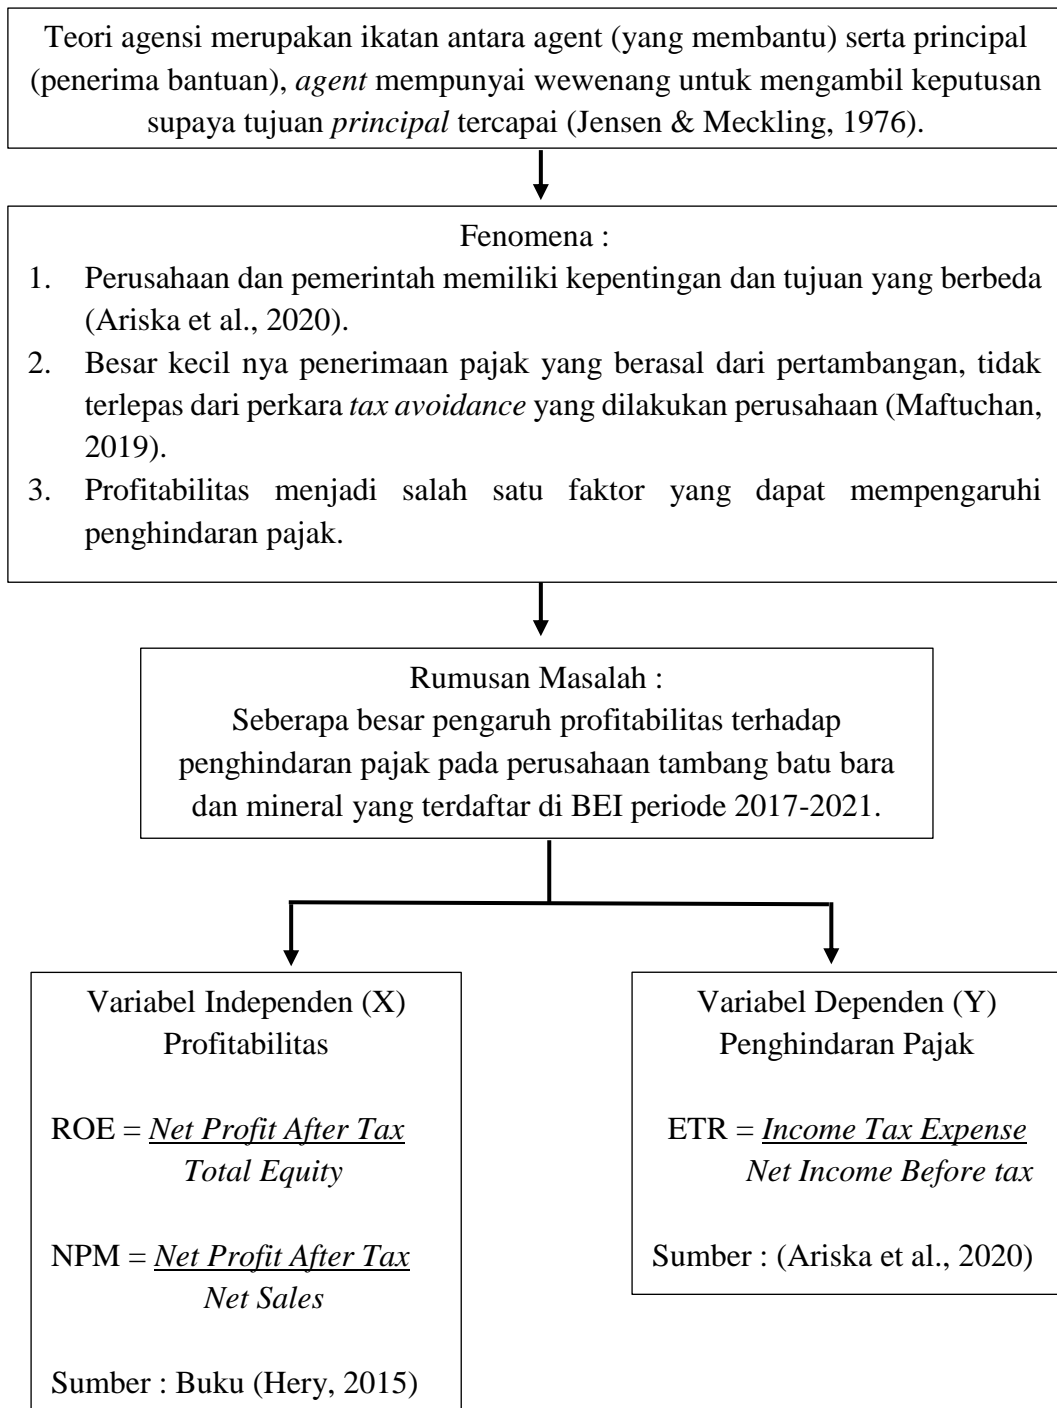 Teori agensi merupakan ikatan antara agent (yang membantu) serta principal
(penerima bantuan), agent mempunyai wewenang untuk mengambil keputusan
supaya tujuan principal tercapai (Jensen & Meckling, 1976).
Fenomena :
1. Perusahaan dan pemerintah memiliki kepentingan dan tujuan yang berbeda
(Ariska et al., 2020).
2. Besar kecil nya penerimaan pajak yang berasal dari pertambangan, tidak
terlepas dari perkara tax avoidance yang dilakukan perusahaan (Maftuchan,
2019).
3. Profitabilitas menjadi salah satu faktor yang dapat mempengaruhi
penghindaran pajak.
Rumusan Masalah :
Seberapa besar pengaruh profitabilitas terhadap
penghindaran pajak pada perusahaan tambang batu bara
dan mineral yang terdaftar di BEI periode 2017-2021.
Variabel Independen (X)
Profitabilitas
ROE = Net Profit After Tax
Total Equity
NPM = Net Profit After Tax
Net Sales
Sumber : Buku (Hery, 2015)
Variabel Dependen (Y)
Penghindaran Pajak
ETR = Income Tax Expense
Net Income Before tax
Sumber : (Ariska et al., 2020)